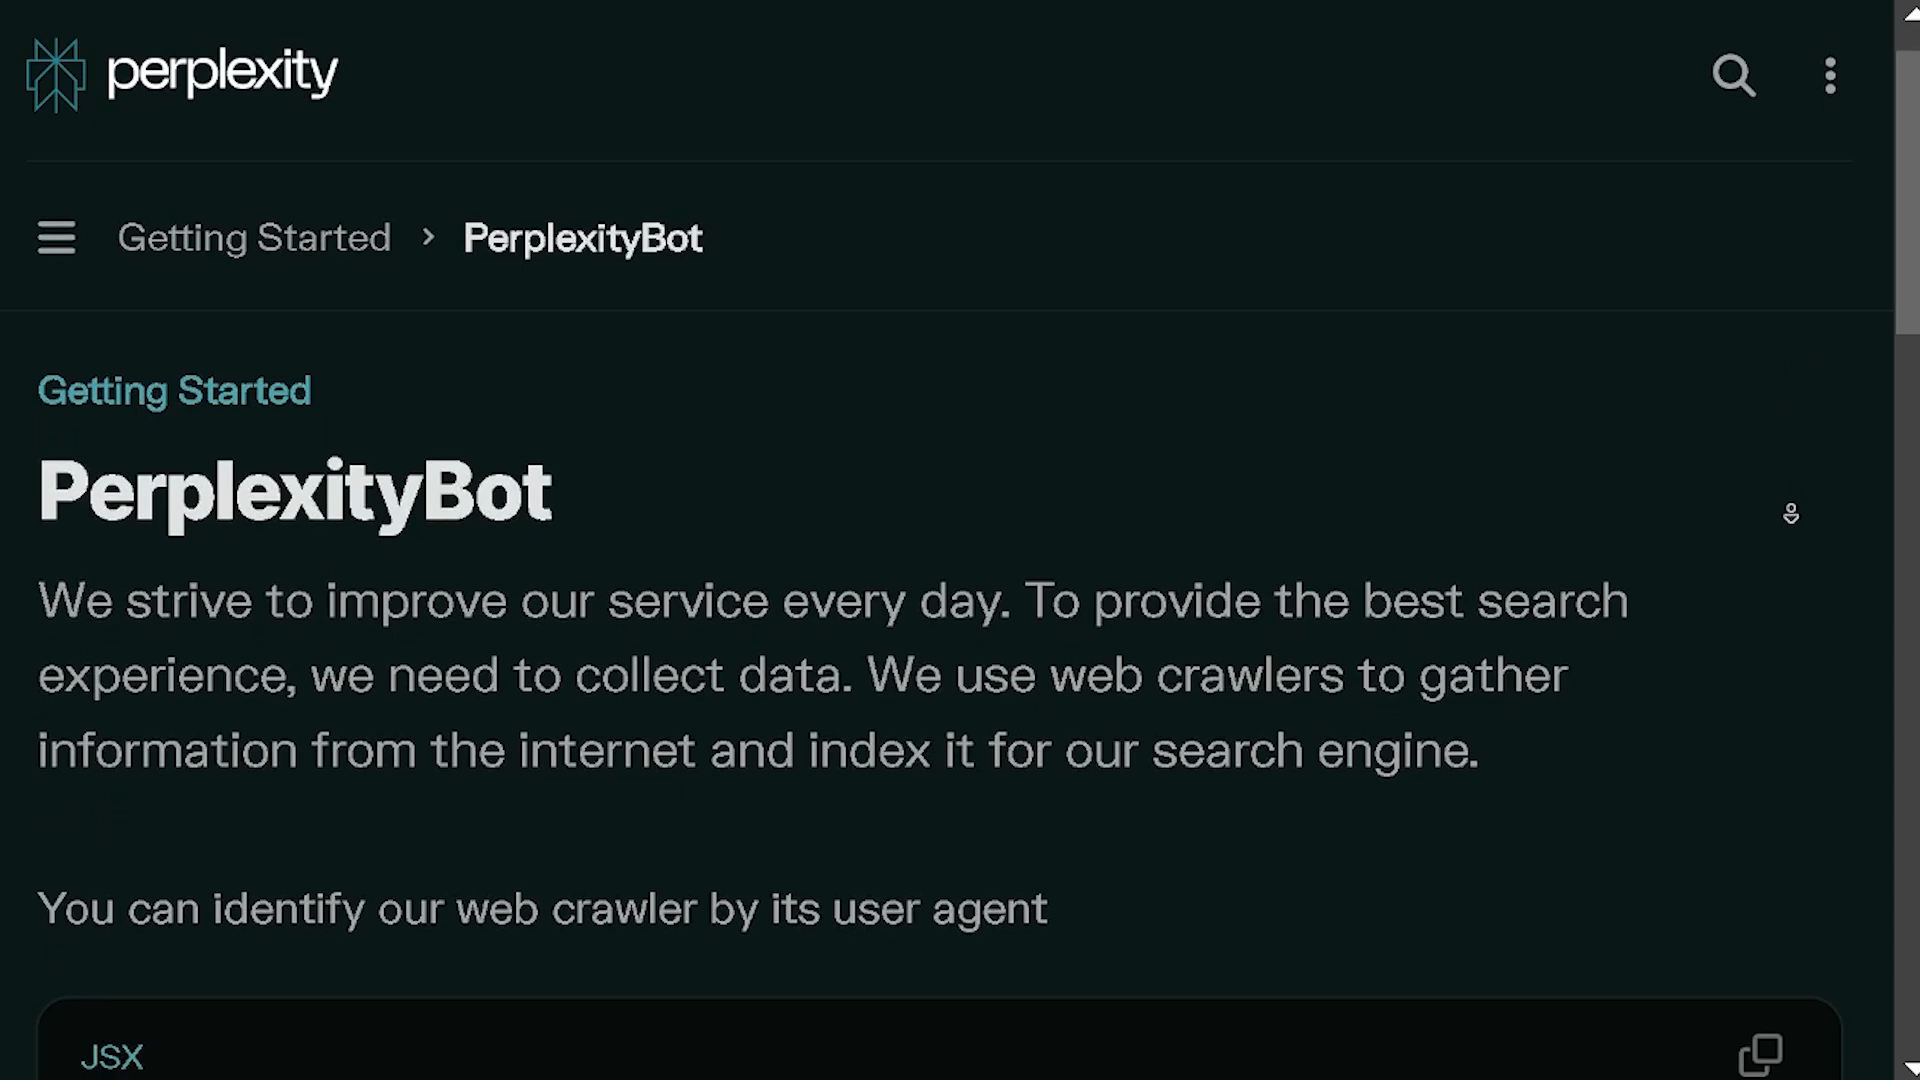 perplexity
Getting Started > PerplexityBot
Getting Started
PerplexityBot
We strive to improve our service every day. To provide the best search
experience, we need to collect data. We use web crawlers to gather
information from the internet and index it for our search engine.
You can identify our web crawler by its user agent
JSX